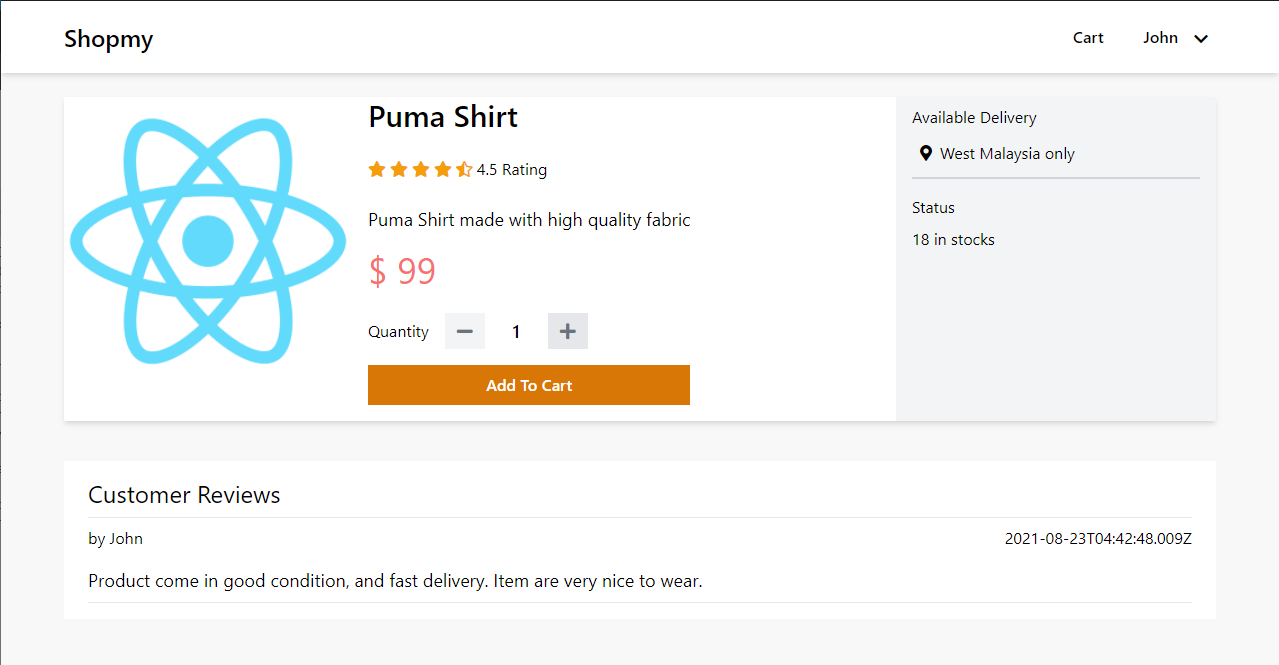 Shopmy
Cart
John
Puma Shirt
4.5 Rating
Puma Shirt made with high quality fabric
$ 99
Quantity
1
Add To Cart
Available Delivery
West Malaysia only
Status
18 in stocks
Customer Reviews
by John
2021-08-23T04:42:48.009Z
Product come in good condition, and fast delivery. Item are very nice to wear.